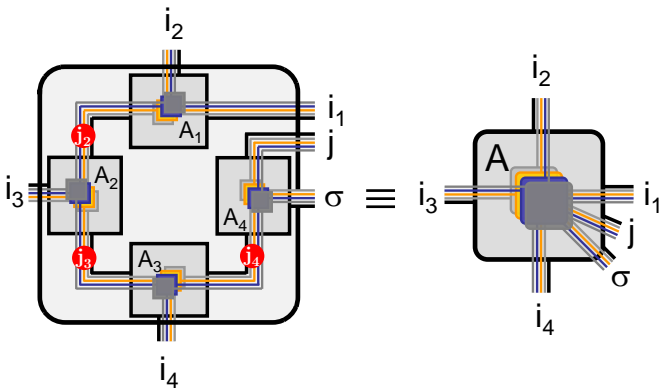 i₂
i₁
A₁
j₂
j
i₃
A₂
A₄
σ
≡
j₃
A₃
j₄
i₄
i₂
A
i₃
i₁
j
σ
i₄